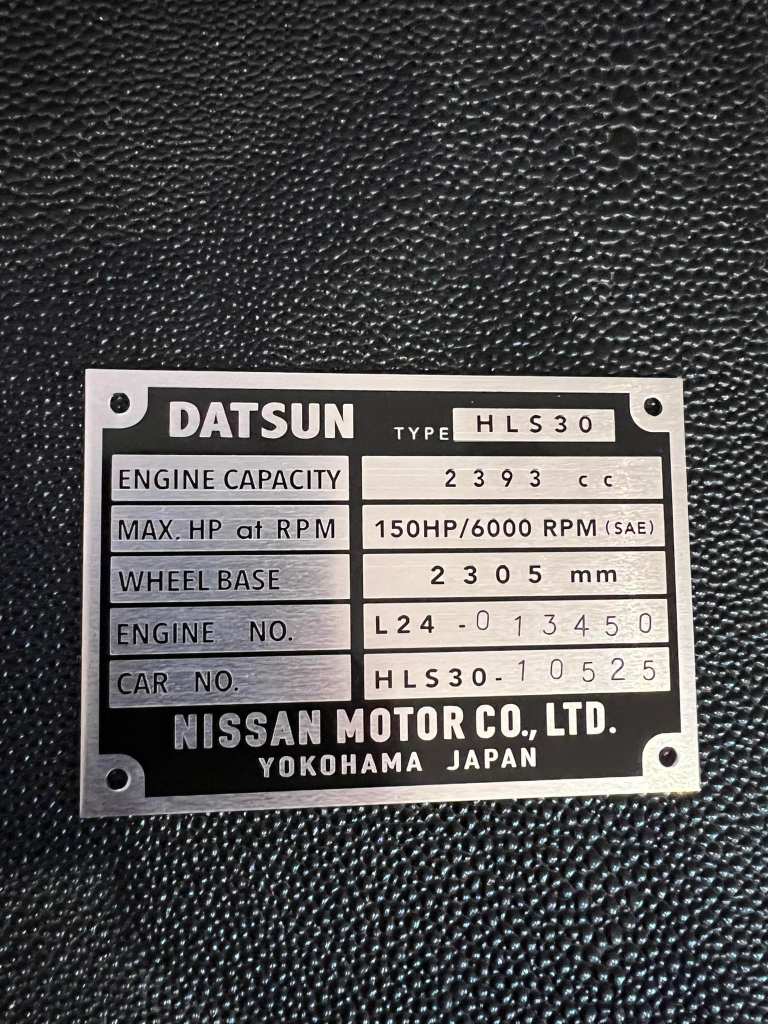 DATSUN TYPE HLS30
ENGINE CAPACITY 2393 cc
MAX. HP at RPM 150HP/6000 RPM (SAE)
WHEEL BASE 2305 mm
ENGINE NO. L24-013450
CAR NO. HLS30-10525
NISSAN MOTOR CO., LTD.
YOKOHAMA JAPAN